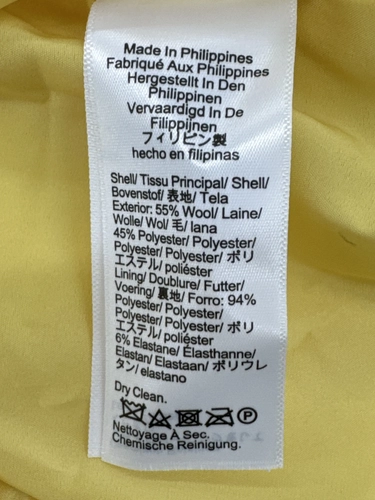 Made In Philippines
Fabriqué Aux Philippines
Hergestellt In Den
Philippinen
Vervaardigd In De
Filippijnen
フィリピン製
hecho en filipinas
Shell/ Tissu Principal/ Shell/
Bovenstof/ 表地/ Tela
Exterior: 55% Wool/ Laine/
Wolle/ Wol/ 毛/ lana
45% Polyester/ Polyester/
Polyester/ Polyester/ ポリ
エステル/ poliéster
Lining/ Doublure/ Futter/
Voering/ 裏地/ Forro: 94%
Polyester/ Polyester/
Polyester/ Polyester/ ポリ
エステル/ poliéster
6% Elastane/ Élasthanne/
Elastan/ Elastaan/ ポリウレ
タン/ elastano
Dry Clean.
P
Nettoyage À Sec.
Chemische Reinigung.